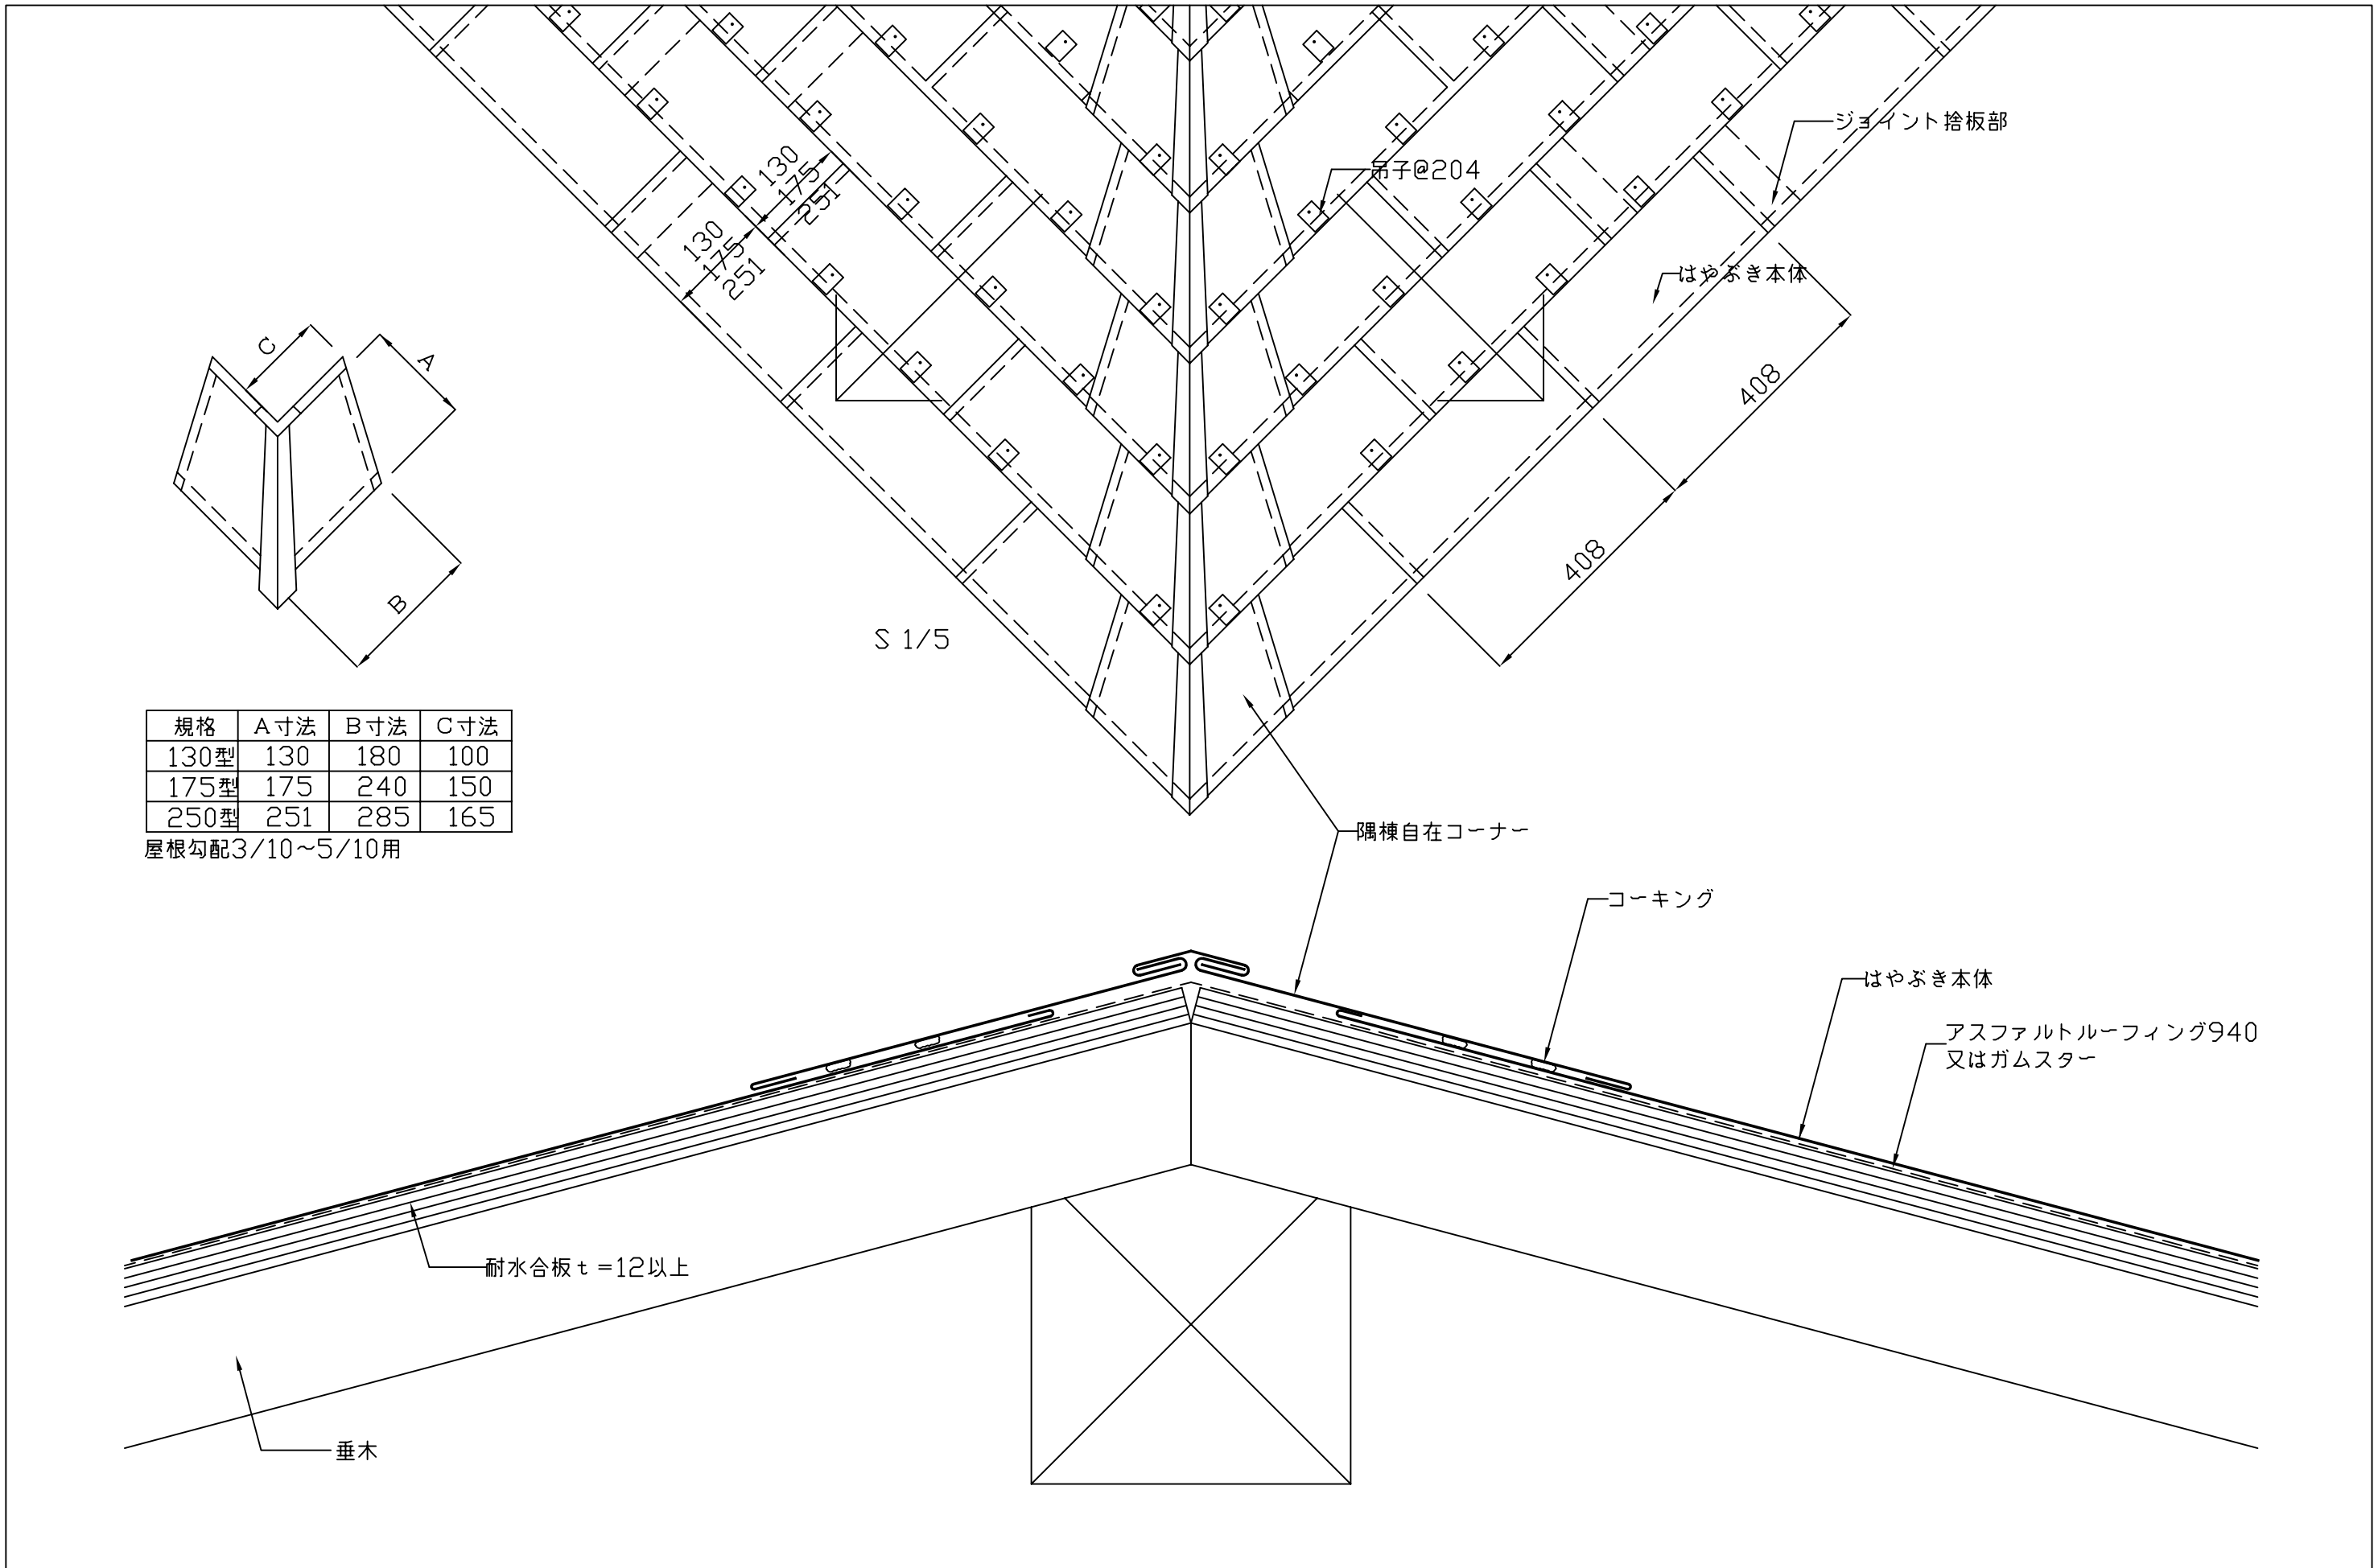 ジョイント捨板部
吊子@204
130
175
251
130
175
251
はやぶき本体
C
A
B
408
408
S 1/5
規格 A寸法 B寸法 C寸法
130型 130 180 100
175型 175 240 150
250型 251 285 165
屋根勾配3/10～5/10用
隅棟自在コーナー
コーキング
はやぶき本体
アスファルトルーフィング940
又はガムスター
耐水合板t=12以上
垂木